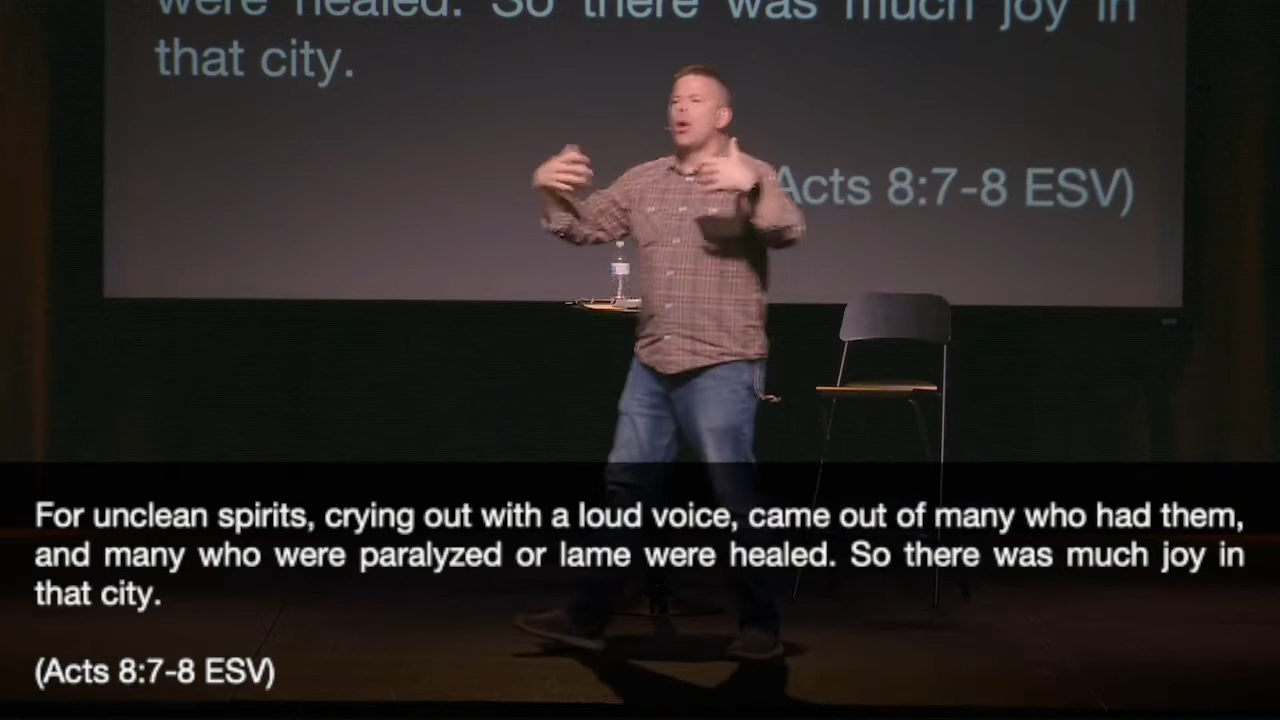 were healed. So there was much joy in
that city.
Acts 8:7-8 ESV)
For unclean spirits, crying out with a loud voice, came out of many who had them,
and many who were paralyzed or lame were healed. So there was much joy in
that city.
(Acts 8:7-8 ESV)